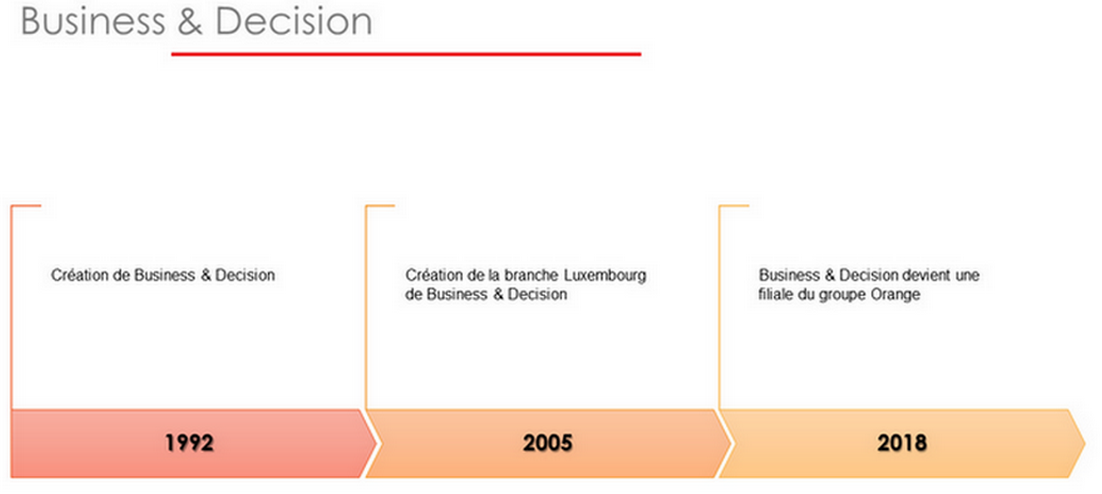 Business & Decision
Création de Business & Decision
Création de la branche Luxembourg
de Business & Decision
Business & Decision devient une
filiale du groupe Orange
1992
2005
2018